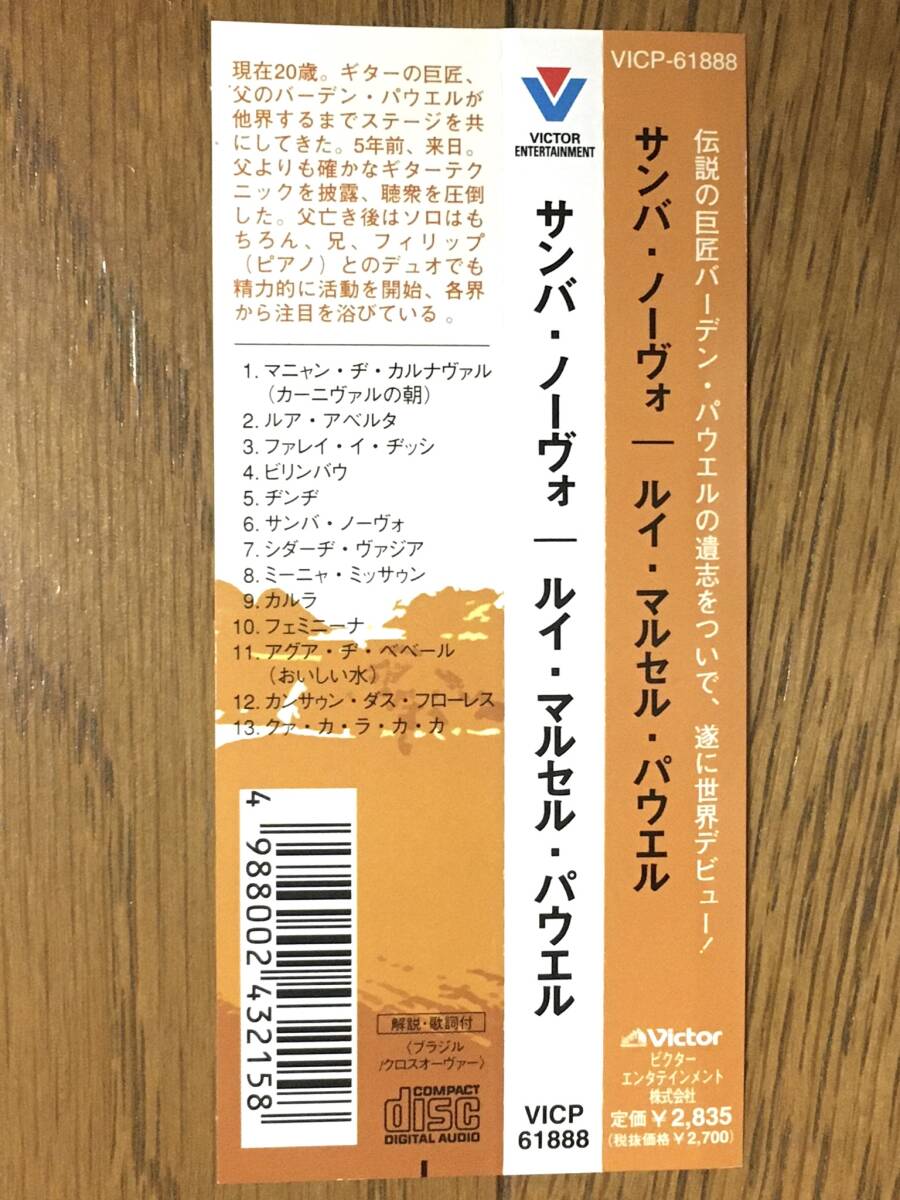 現在20歳。ギターの巨匠、
父のバーデン・パウエルが
他界するまでステージを共
にしてきた。5年前、来日。
父よりも確かなギターテク
ニックを披露、聴衆を圧倒
した。父亡き後はソロはも
ちろん、兄、フィリップ
（ピアノ）とのデュオでも
精力的に活動を開始、各界
から注目を浴びている 。
1. マニャン・ヂ・カルナヴァル
（カーニヴァルの朝）
2. ルア・アベルタ
3. ファレイ・イ・ヂッシ
4. ビリンバウ
5. ヂンヂ
6. サンバ・ノーヴォ
7. シダーヂ・ヴァジア
8. ミーニャ・ミッサゥン
9. カルラ
10. フェミニーナ
11. アグア・ヂ・ベベール
（おいしい水）
12. カンサゥン・ダス・フローレス
13. クァ・カ・ラ・カ・カ
4 988002 432158
解説・歌詞付
〈ブラジル
/クロスオーヴァー〉
COMPACT
disc
DIGITAL AUDIO
VICTOR
ENTERTAINMENT
サンバ・ノーヴォ ― ルイ・マルセル・パウエル
VICP
61888
VICP-61888
伝説の巨匠バーデン・パウエルの遺志をついで、遂に世界デビュー!
サンバ・ノーヴォ ― ルイ・マルセル・パウエル
Victor
ビクター
エンタテインメント
株式会社
定価￥2,835
(税抜価格￥2,700)